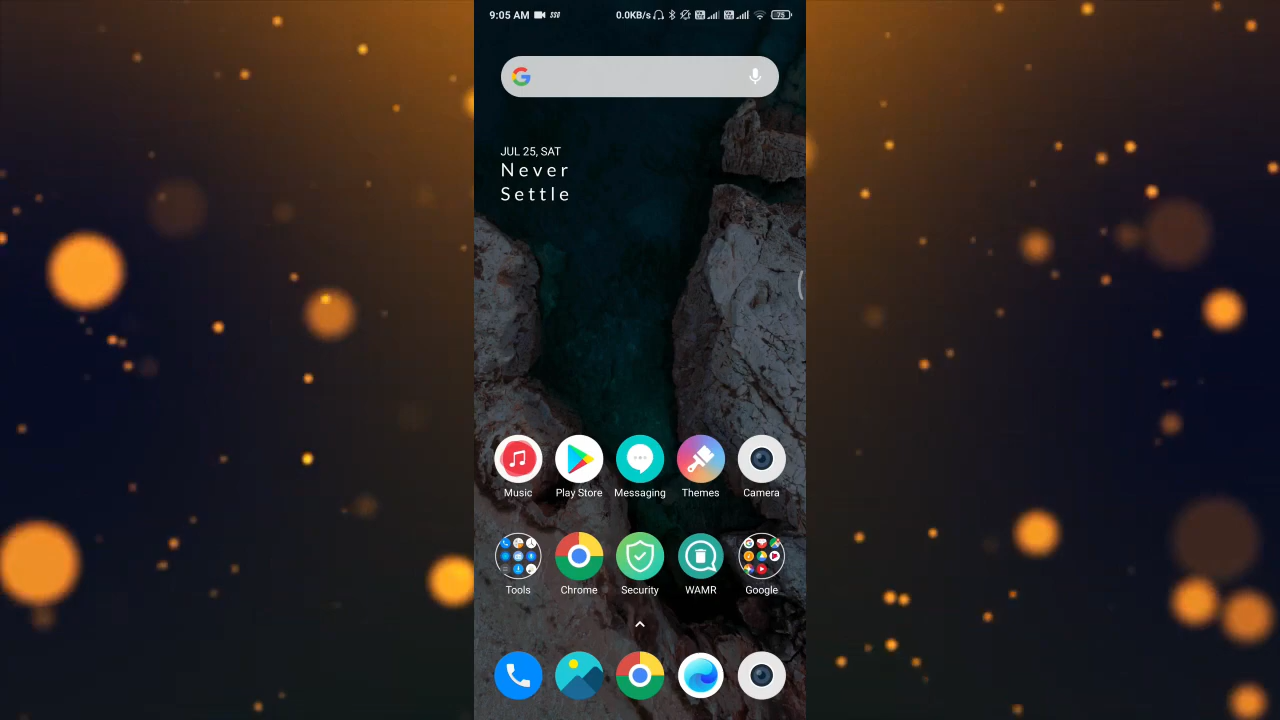 9:05 AM
0.0KB/s
75
JUL 25, SAT
Never
Settle
Music
Play Store
Messaging
Themes
Camera
Tools
Chrome
Security
WAMR
Google